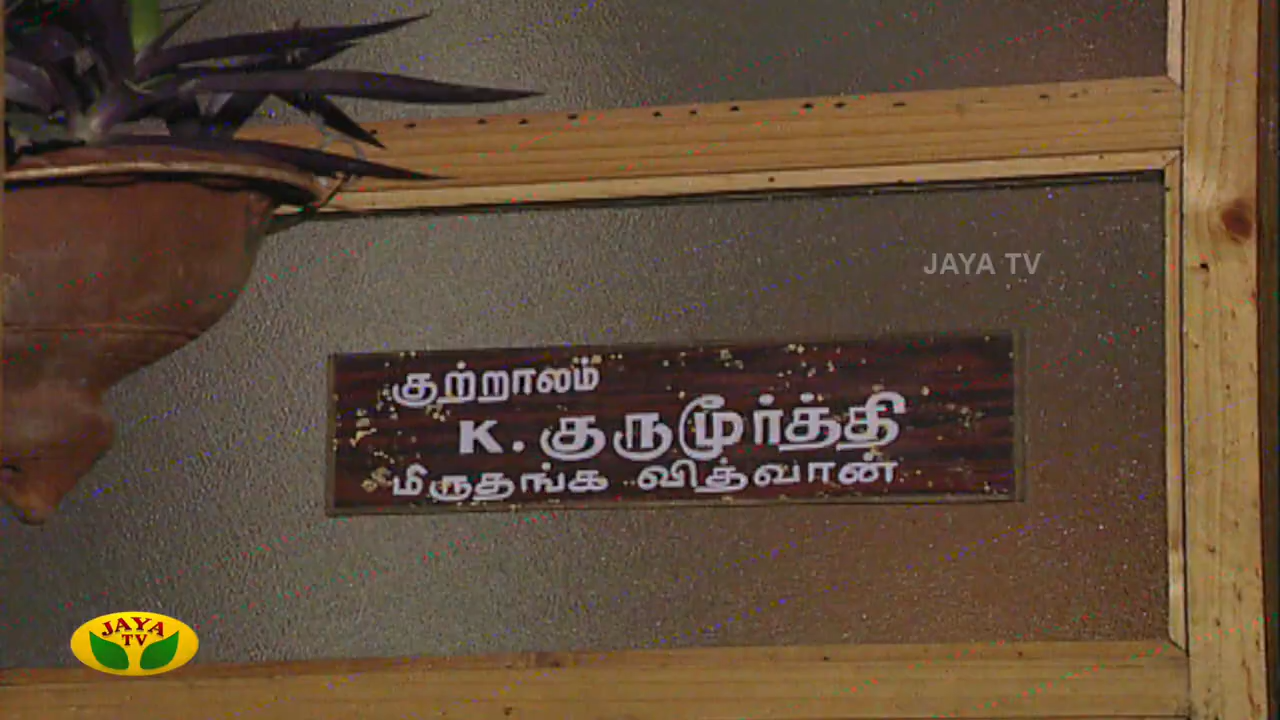 JAYA TV
குற்றாலம்
K. குருமூர்த்தி
மிருதங்க வித்வான்
JAYA
TV